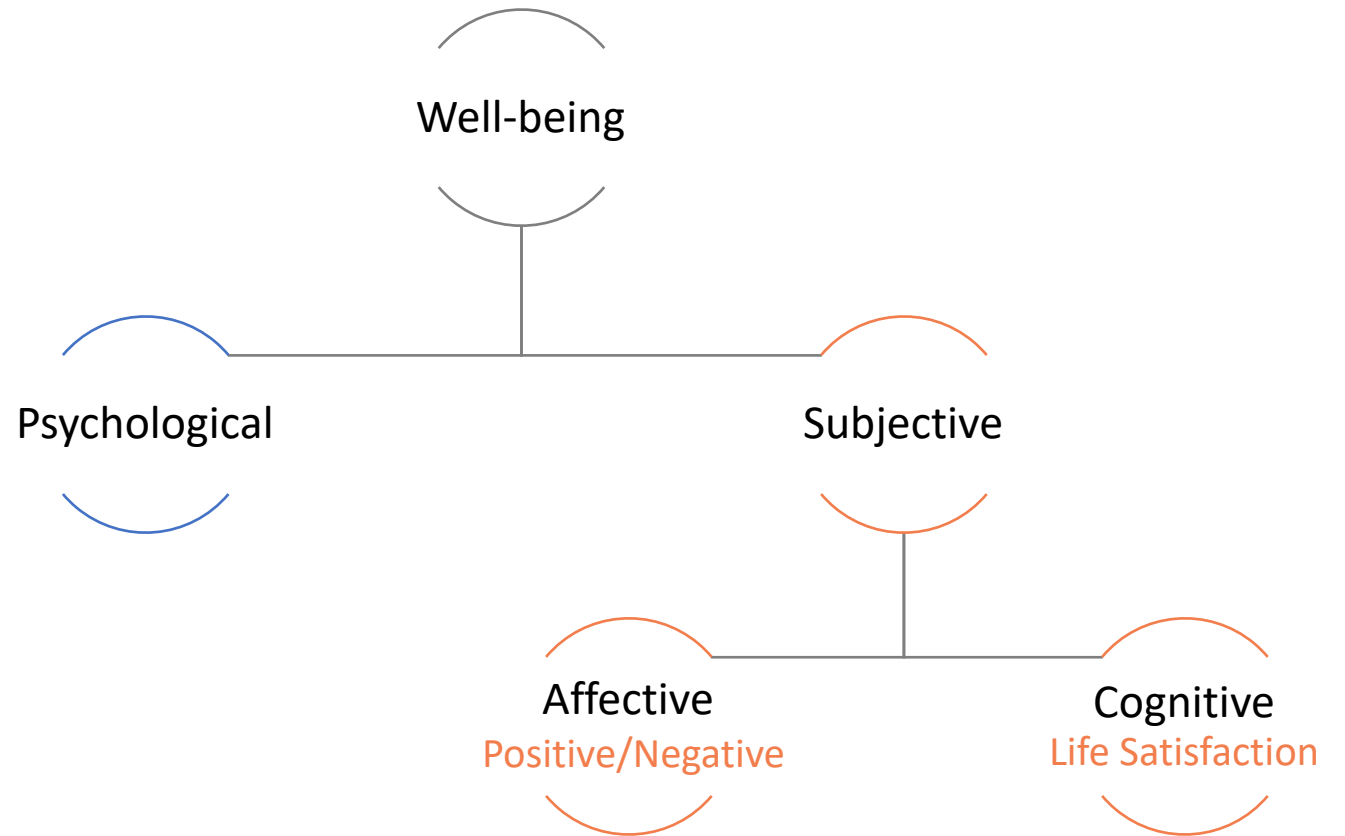 Well-being
Psychological
Subjective
Affective
Positive/Negative
Cognitive
Life Satisfaction